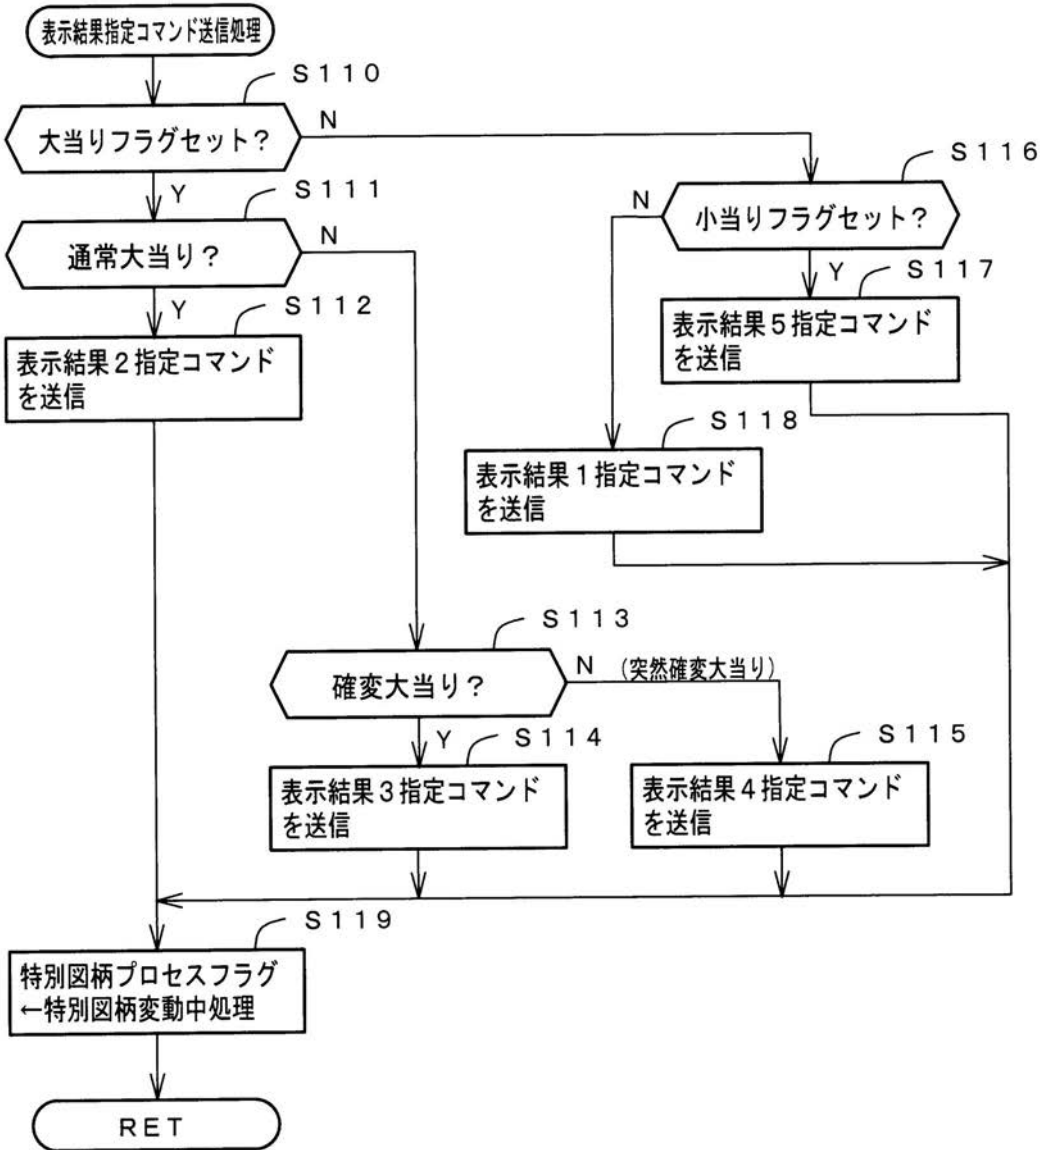 表示結果指定コマンド送信処理
S110
大当りフラグセット?
N
Y
S111
通常大当り?
N
Y
S112
表示結果2指定コマンド
を送信
S116
小当りフラグセット?
N
Y
S117
表示結果5指定コマンド
を送信
S118
表示結果1指定コマンド
を送信
S113
確変大当り?
N (突然確変大当り)
Y
S114
表示結果3指定コマンド
を送信
S115
表示結果4指定コマンド
を送信
S119
特別図柄プロセスフラグ
←特別図柄変動中処理
RET